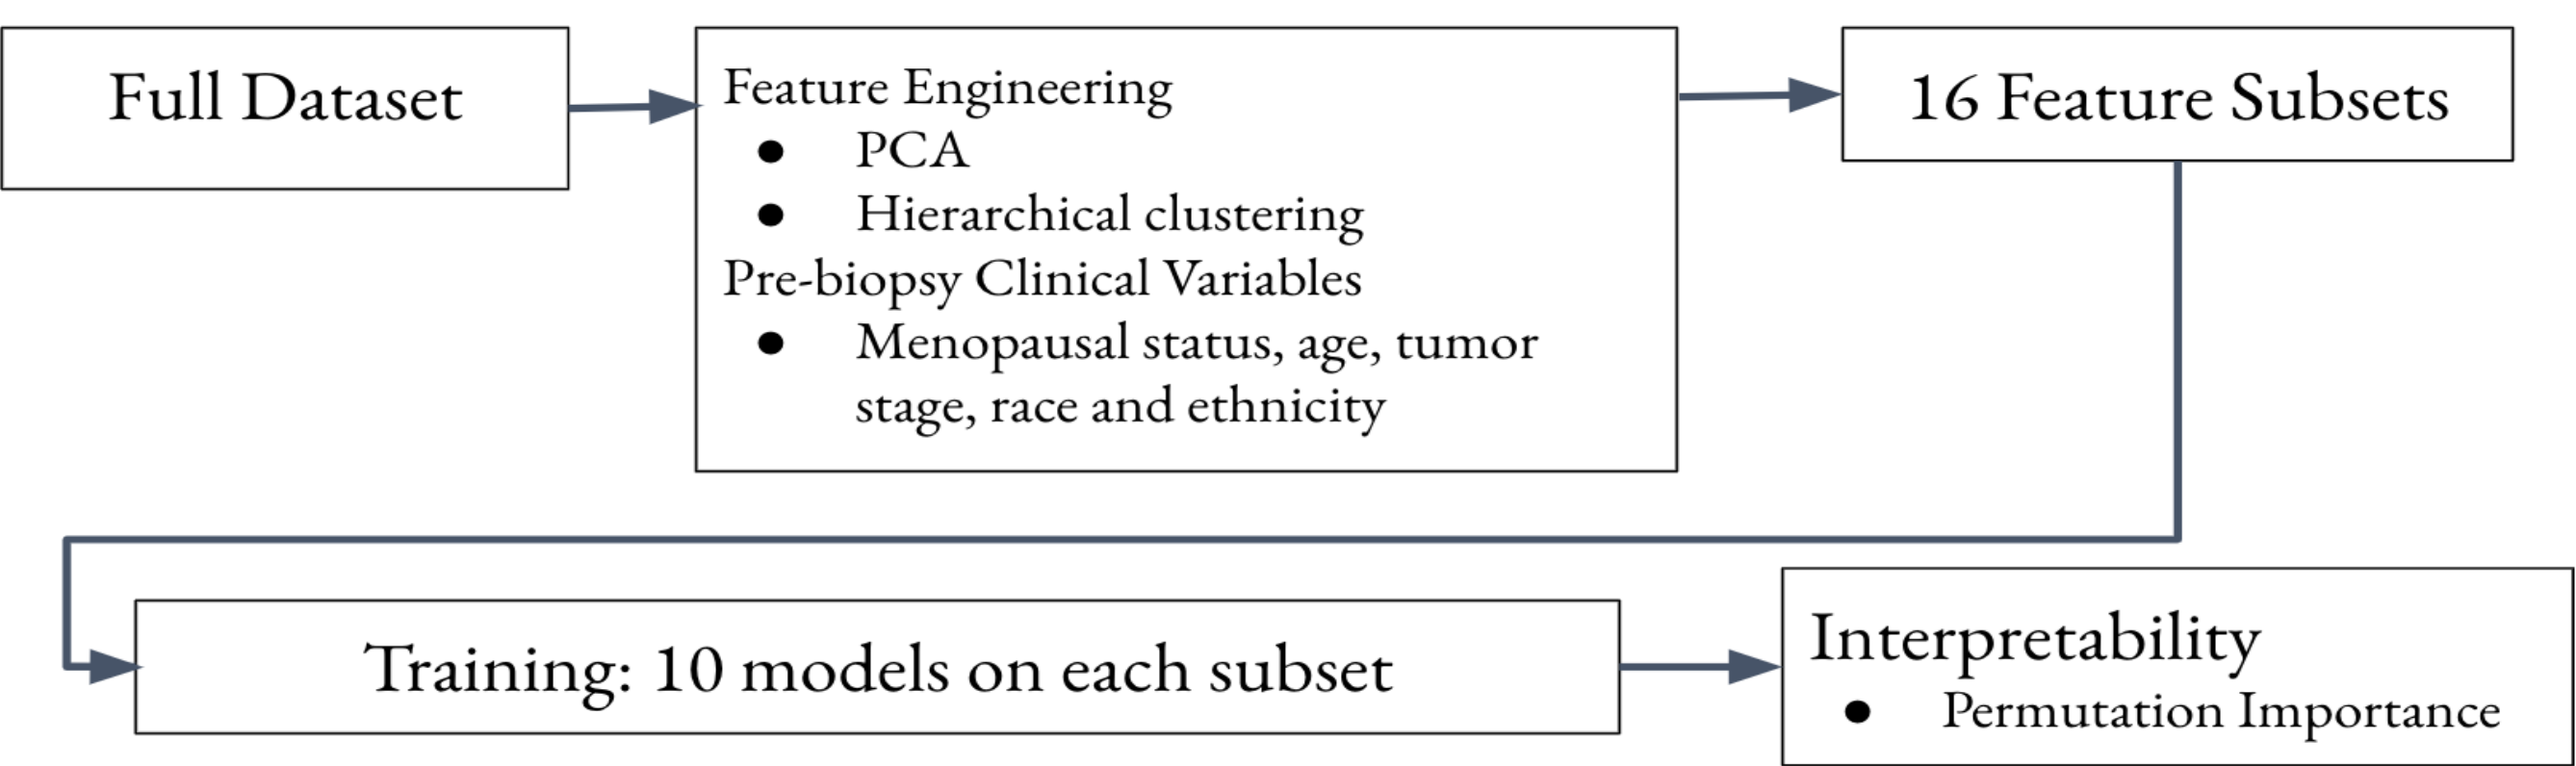 Full Dataset
Feature Engineering
● PCA
● Hierarchical clustering
Pre-biopsy Clinical Variables
● Menopausal status, age, tumor
stage, race and ethnicity
16 Feature Subsets
Training: 10 models on each subset
Interpretability
● Permutation Importance